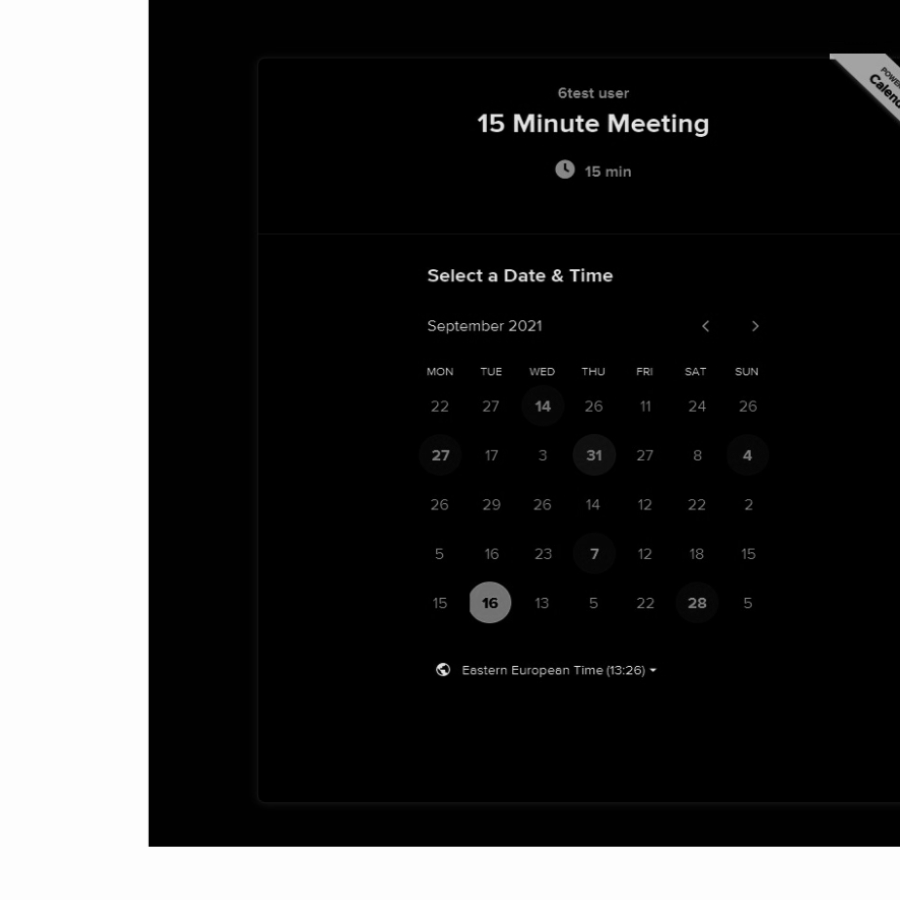 POWER
Calend
6test user
15 Minute Meeting
15 min
Select a Date & Time
September 2021
MON TUE WED THU FRI SAT SUN
22 27 14 26 11 24 26
27 17 3 31 27 8 4
26 29 26 14 12 22 2
5 16 23 7 12 18 15
15 16 13 5 22 28 5
Eastern European Time (13:26)